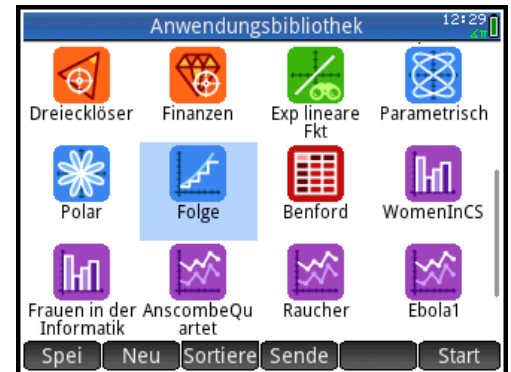 Anwendungsbibliothek 12:29
∡π
Dreiecklöser Finanzen Exp lineare Parametrisch
Fkt
Polar Folge Benford WomenInCS
Frauen in der AnscombeQu Raucher Ebola1
Informatik artet
Spei Neu Sortiere Sende Start